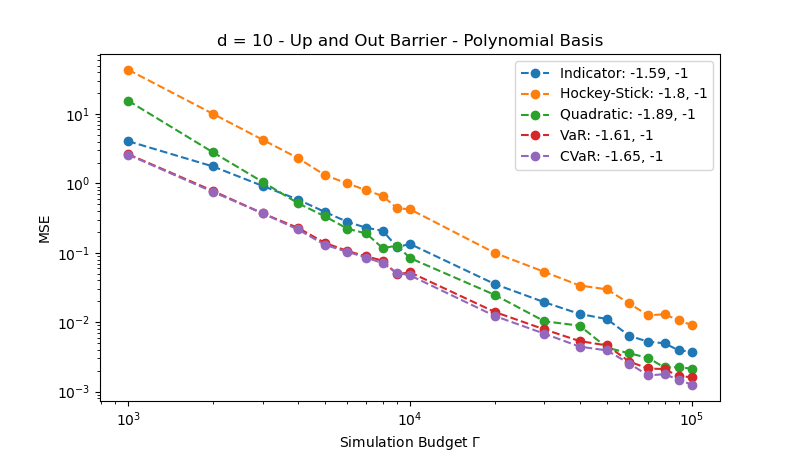 d = 10 - Up and Out Barrier - Polynomial Basis
Indicator: -1.59, -1
Hockey-Stick: -1.8, -1
Quadratic: -1.89, -1
VaR: -1.61, -1
CVaR: -1.65, -1
MSE
10¹
10⁰
10⁻¹
10⁻²
10⁻³
10³
10⁴
10⁵
Simulation Budget Γ